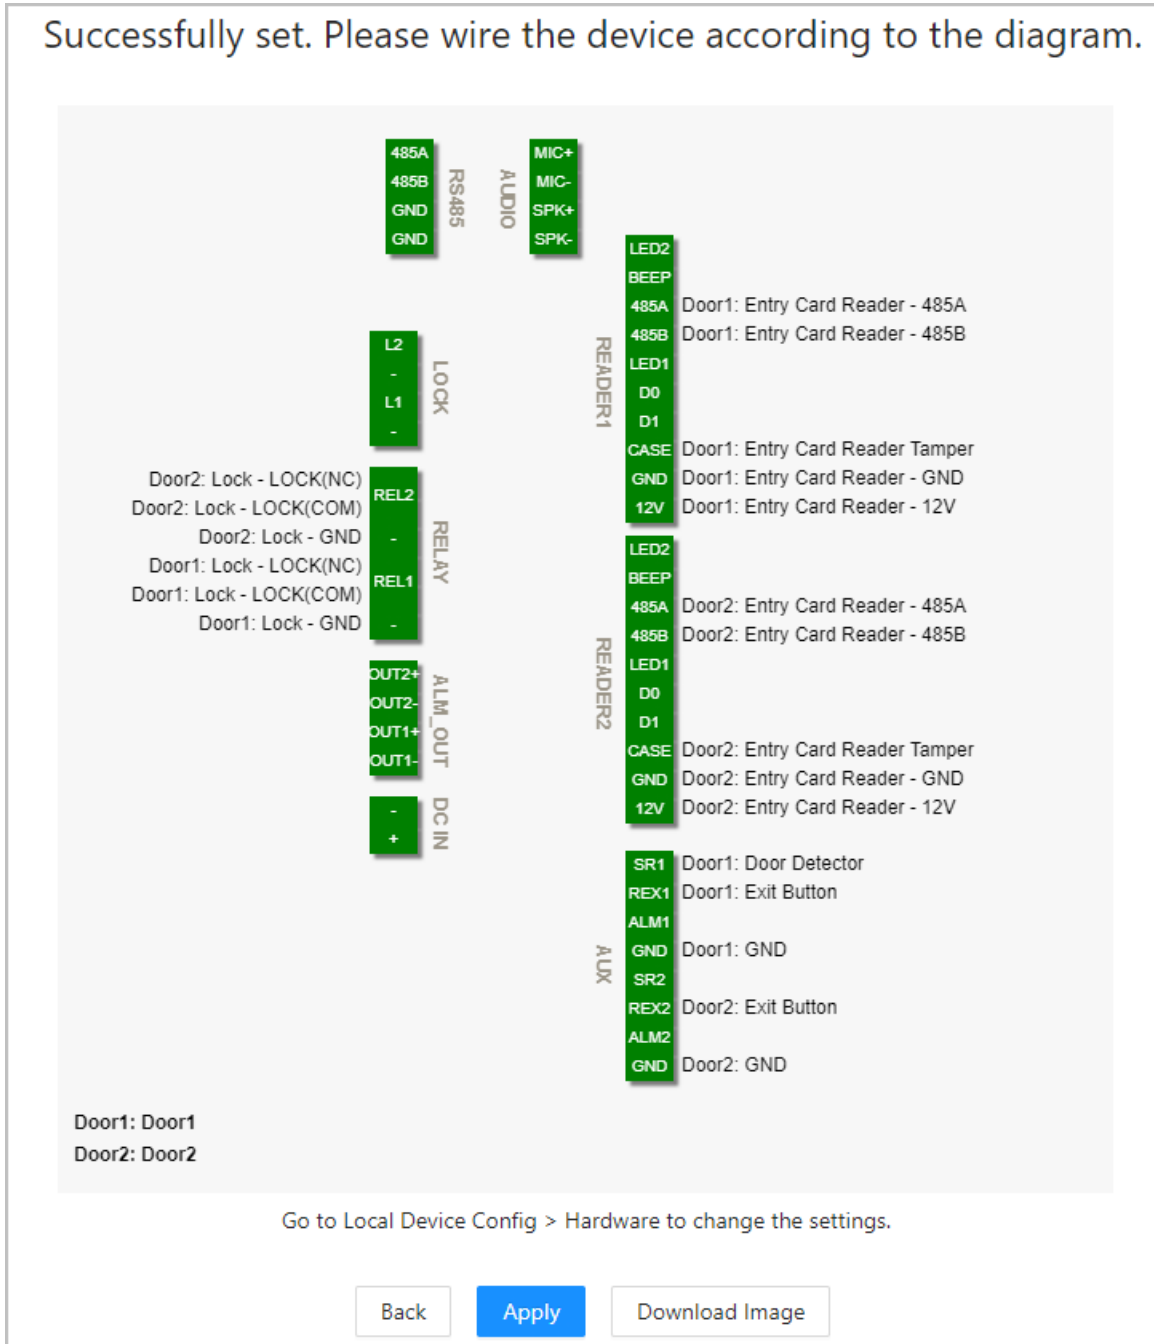 Successfully set. Please wire the device according to the diagram.
485A
485B
GND
GND
RS485
AUDIO
MIC+
MIC-
SPK+
SPK-
L2
-
L1
-
LOCK
Door2: Lock - LOCK(NC)
Door2: Lock - LOCK(COM)
Door2: Lock - GND
Door1: Lock - LOCK(NC)
Door1: Lock - LOCK(COM)
Door1: Lock - GND
REL2
-
REL1
-
RELAY
OUT2+
OUT2-
OUT1+
OUT1-
ALM_OUT
-
+
DC IN
READER1
LED2
BEEP
485A Door1: Entry Card Reader - 485A
485B Door1: Entry Card Reader - 485B
LED1
D0
D1
CASE Door1: Entry Card Reader Tamper
GND Door1: Entry Card Reader - GND
12V Door1: Entry Card Reader - 12V
READER2
LED2
BEEP
485A Door2: Entry Card Reader - 485A
485B Door2: Entry Card Reader - 485B
LED1
D0
D1
CASE Door2: Entry Card Reader Tamper
GND Door2: Entry Card Reader - GND
12V Door2: Entry Card Reader - 12V
AUX
SR1 Door1: Door Detector
REX1 Door1: Exit Button
ALM1
GND Door1: GND
SR2
REX2 Door2: Exit Button
ALM2
GND Door2: GND
Door1: Door1
Door2: Door2
Go to Local Device Config > Hardware to change the settings.
Back
Apply
Download Image